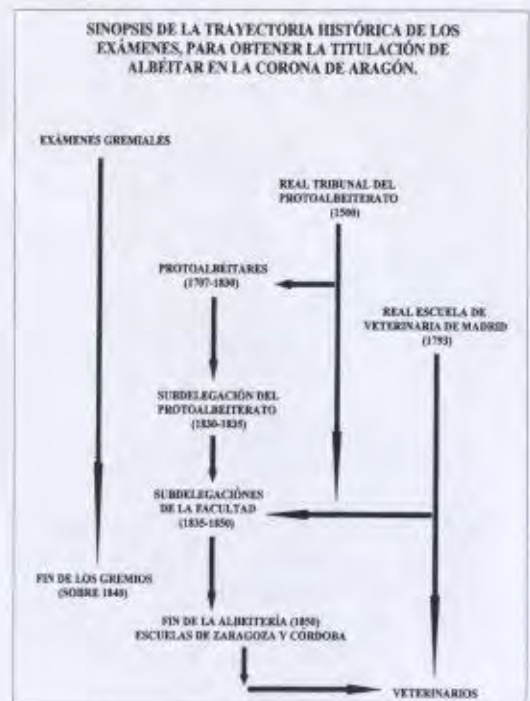 SINOPSIS DE LA TRAYECTORIA HISTÓRICA DE LOS
EXÁMENES, PARA OBTENER LA TITULACIÓN DE
ALBÉITAR EN LA CORONA DE ARAGÓN.
EXÁMENES GREMIALES
REAL TRIBUNAL DEL
PROTOALBEITERATO
(1500)
PROTOALBÉITARES
(1707-1830)
REAL ESCUELA DE
VETERINARIA DE MADRID
(1793)
SUBDELEGACIÓN DEL
PROTOALBEITERATO
(1830-1835)
SUBDELEGACIÓNES
DE LA FACULTAD
(1835-1850)
FIN DE LOS GREMIOS
(SOBRE 1840)
FIN DE LA ALBEITERÍA (1850)
ESCUELAS DE ZARAGOZA Y CÓRDOBA
VETERINARIOS